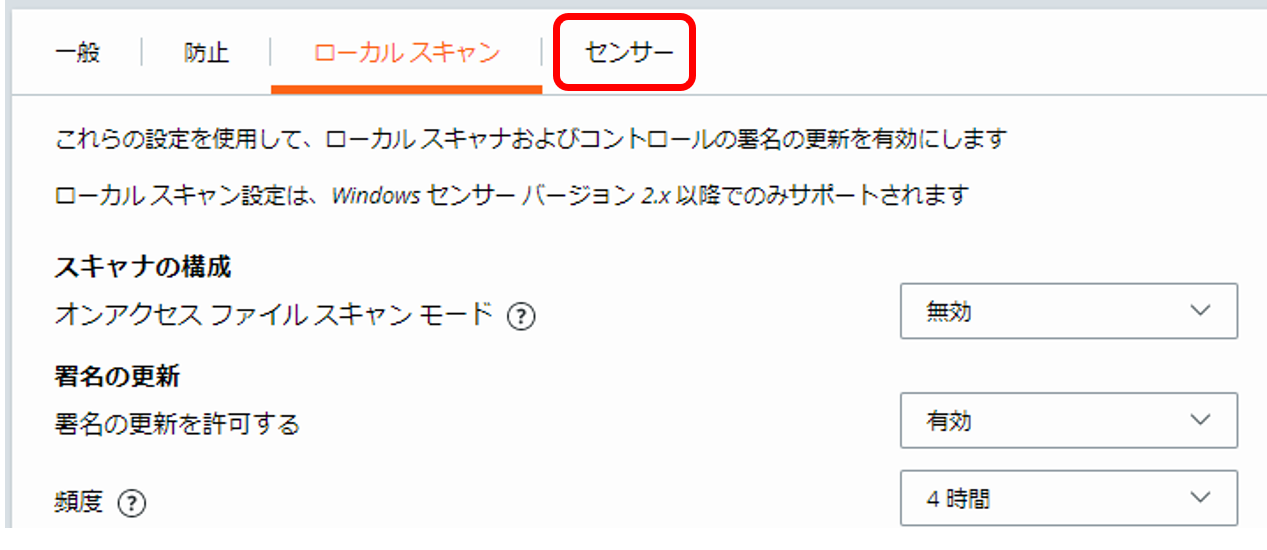 一般 防止 ローカル スキャン センサー
これらの設定を使用して、ローカル スキャナおよびコントロールの署名の更新を有効にします
ローカル スキャン設定は、Windows センサー バージョン 2.x 以降でのみサポートされます
スキャナの構成
オンアクセス ファイル スキャン モード ? 無効
署名の更新
署名の更新を許可する 有効
頻度 ? 4 時間